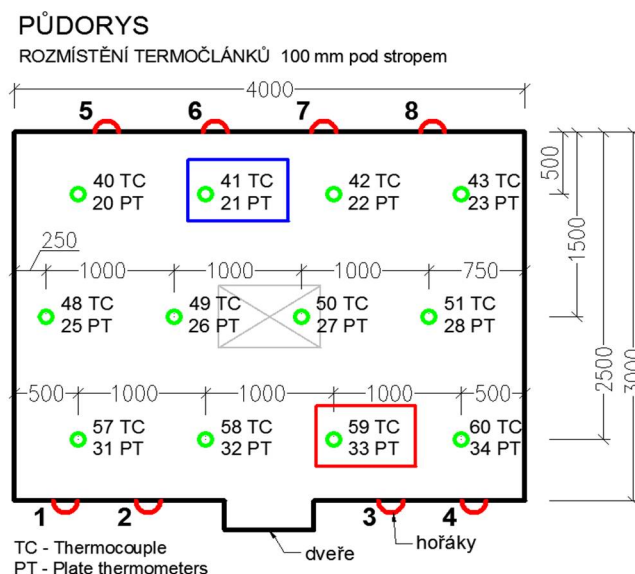 PŮDORYS
ROZMÍSTĚNÍ TERMOČLÁNKŮ 100 mm pod stropem
4000
5 6 7 8
40 TC 41 TC 42 TC 43 TC
20 PT 21 PT 22 PT 23 PT
500
1500
2500
3000
250
1000 1000 1000 750
48 TC 49 TC 50 TC 51 TC
25 PT 26 PT 27 PT 28 PT
500 1000 1000 1000 500
57 TC 58 TC 59 TC 60 TC
31 PT 32 PT 33 PT 34 PT
1 2 3 4
dveře
hořáky
TC - Thermocouple
PT - Plate thermometers